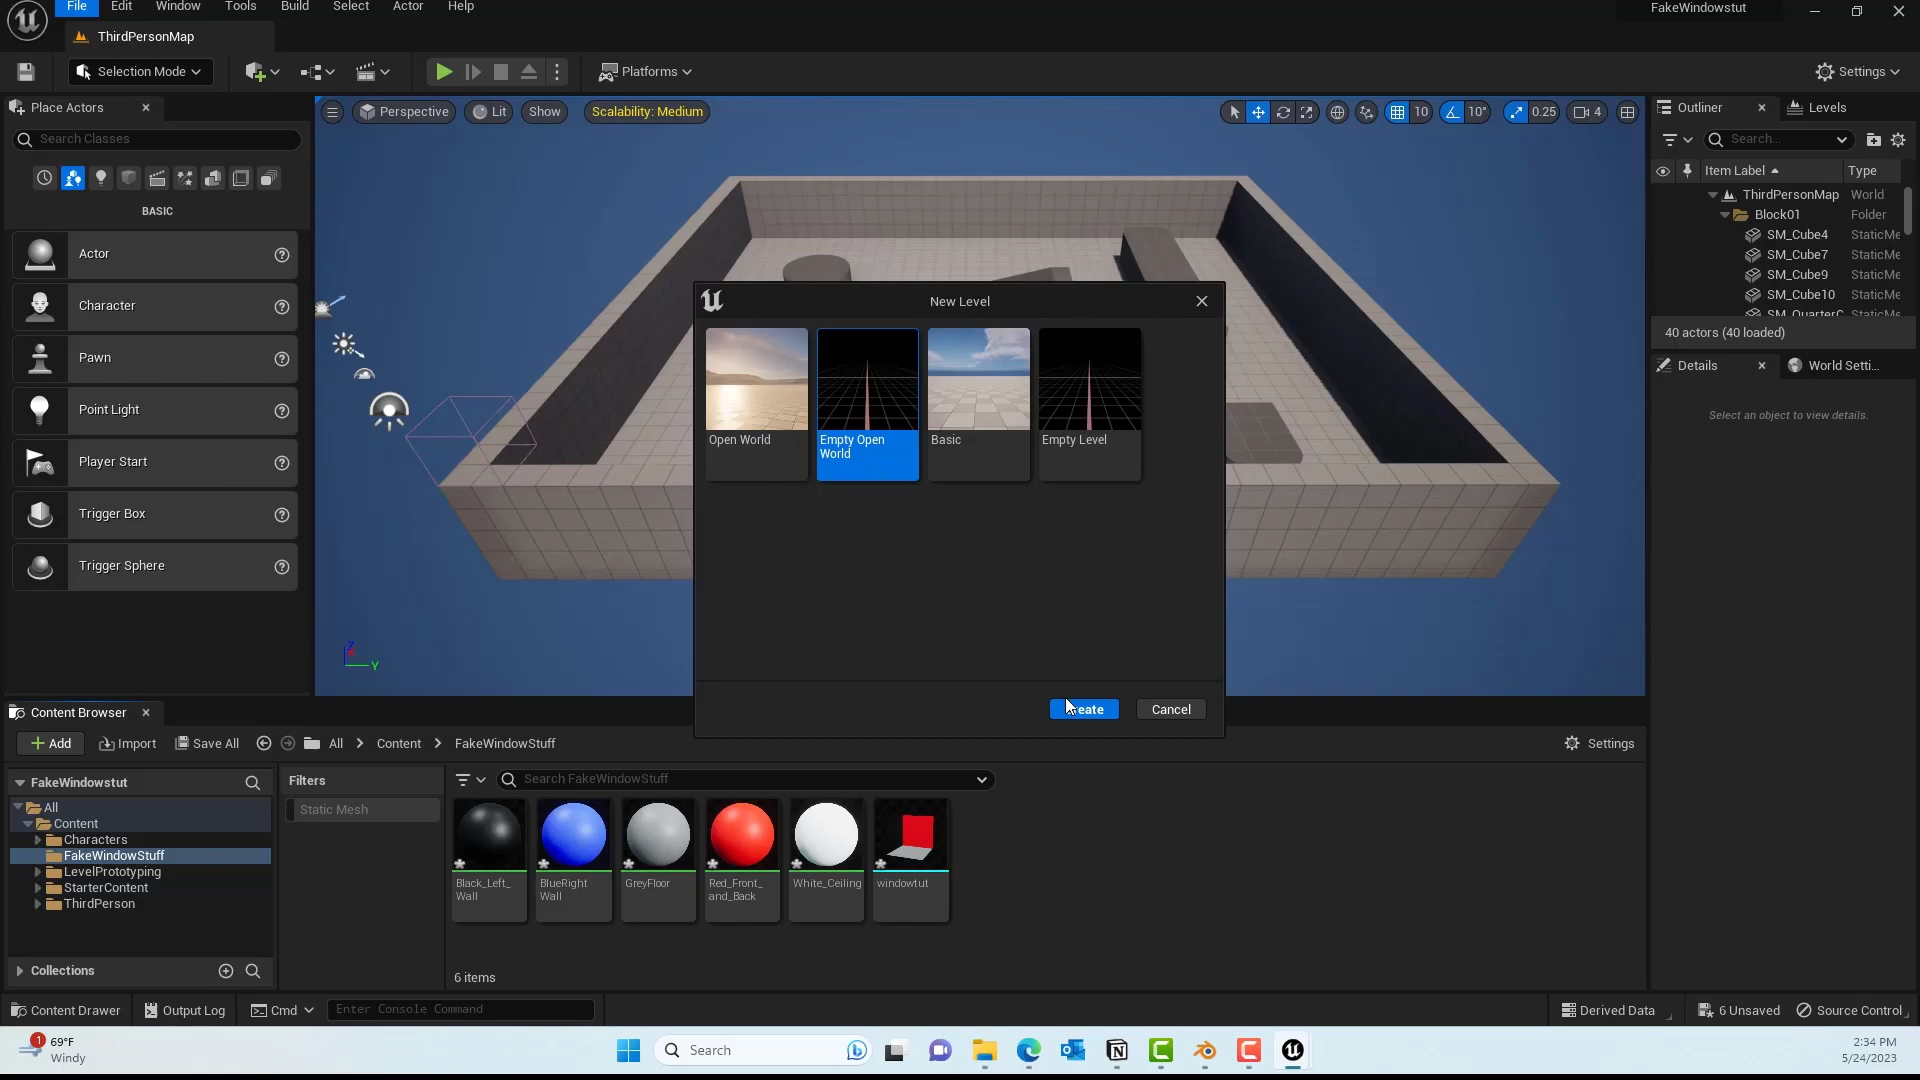 File Edit Window Tools Build Select Actor Help
FakeWindowstut
ThirdPersonMap
Selection Mode
Platforms
Settings
Place Actors
Search Classes
BASIC
Actor
Character
Pawn
Point Light
Player Start
Trigger Box
Trigger Sphere
Perspective Lit Show Scalability: Medium
10 10° 0.25 4
Z
Y
New Level
Open World
Empty Open
World
Basic
Empty Level
Cancel
Outliner Levels
Search...
Item Label Type
ThirdPersonMap World
Block01 Folder
SM_Cube4 StaticMe
SM_Cube7 StaticMe
SM_Cube9 StaticMe
SM_Cube10 StaticMe
40 actors (40 loaded)
Details World Setti...
Select an object to view details.
Content Browser
Add Import Save All All > Content > FakeWindowStuff
Settings
FakeWindowstut
All
Content
Characters
FakeWindowStuff
LevelPrototyping
StarterContent
ThirdPerson
Collections
Filters
Static Mesh
Search FakeWindowStuff
Black_Left_
Wall
BlueRight
Wall
GreyFloor
Red_Front_
and_Back
White_Ceiling
windowtut
6 items
Content Drawer Output Log Cmd Enter Console Command
Derived Data 6 Unsaved Source Control
1
69°F
Windy
Search
2:34 PM
5/24/2023